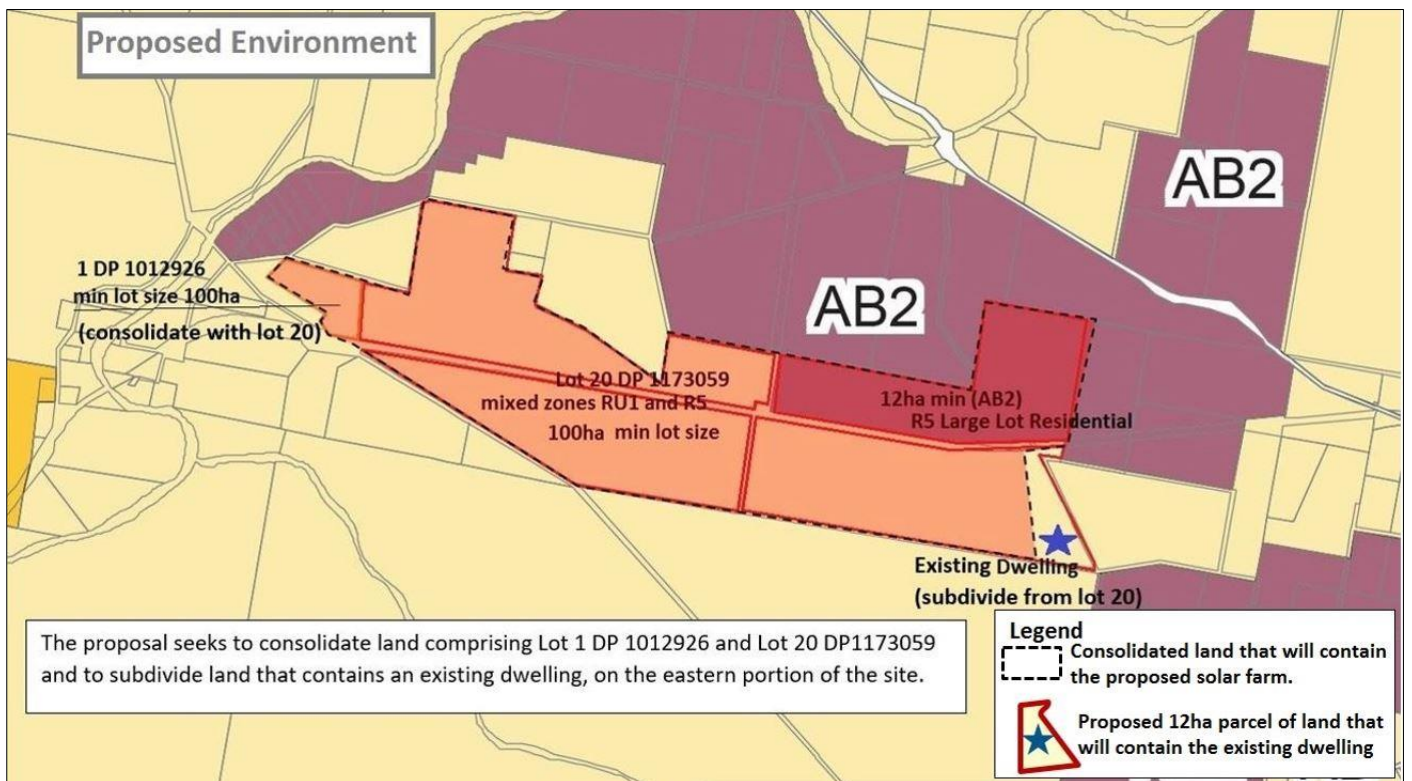 Proposed Environment
AB2
1 DP 1012926
min lot size 100ha
(consolidate with lot 20)
AB2
Lot 20 DP 1173059
mixed zones RU1 and R5
100ha min lot size
12ha min (AB2)
R5 Large Lot Residential
Existing Dwelling
(subdivide from lot 20)
The proposal seeks to consolidate land comprising Lot 1 DP 1012926 and Lot 20 DP1173059
and to subdivide land that contains an existing dwelling, on the eastern portion of the site.
Legend
Consolidated land that will contain
the proposed solar farm.
Proposed 12ha parcel of land that
will contain the existing dwelling